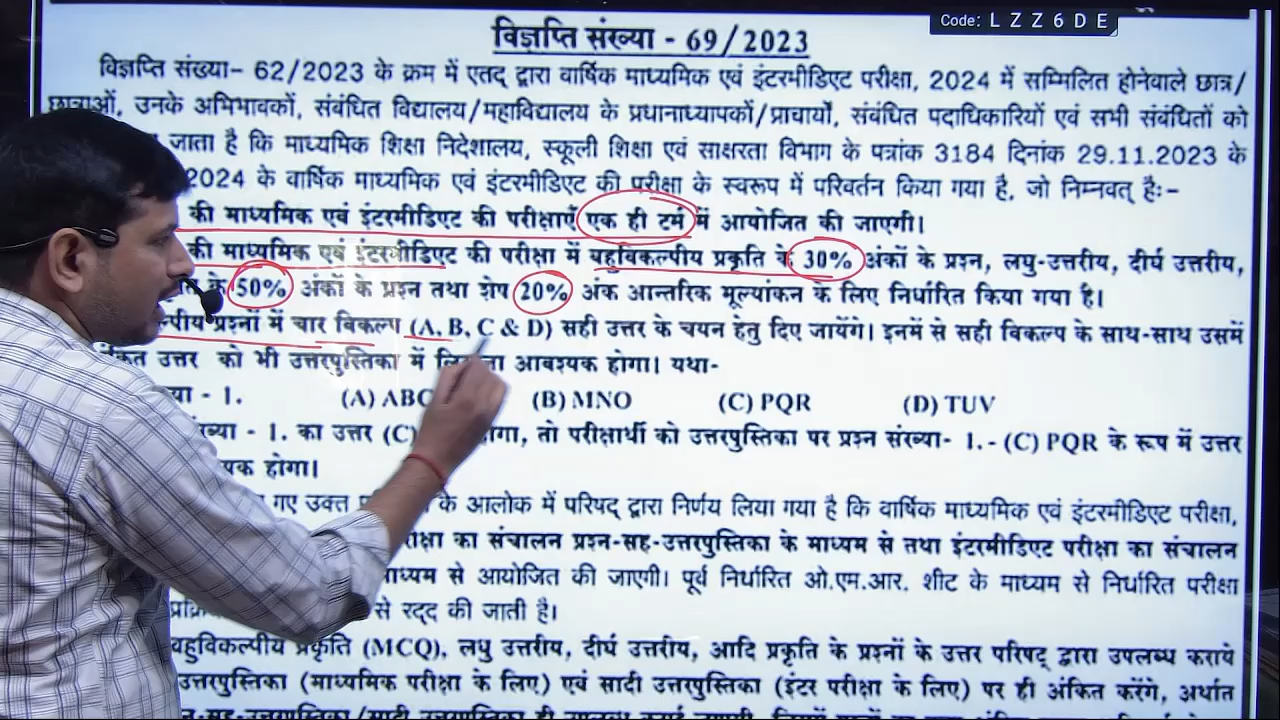 Code: L Z Z 6 D E
विज्ञप्ति संख्या - 69/2023
विज्ञप्ति संख्या- 62/2023 के क्रम में एतद् द्वारा वार्षिक माध्यमिक एवं इंटरमीडिएट परीक्षा, 2024 में सम्मिलित होनेवाले छात्र/
छात्राओं, उनके अभिभावकों, संबंधित विद्यालय/महाविद्यालय के प्रधानाध्यापकों/प्राचार्यों, संबंधित पदाधिकारियों एवं सभी संबंधितों को
जाता है कि माध्यमिक शिक्षा निदेशालय, स्कूली शिक्षा एवं साक्षरता विभाग के पत्रांक 3184 दिनांक 29.11.2023 के
2024 के वार्षिक माध्यमिक एवं इंटरमीडिएट की परीक्षा के स्वरूप में परिवर्तन किया गया है, जो निम्नवत् हैः-
की माध्यमिक एवं इंटरमीडिएट की परीक्षाएँ एक ही टर्म में आयोजित की जाएगी।
की माध्यमिक एवं इंटरमीडिएट की परीक्षा में बहुविकल्पीय प्रकृति के 30% अंकों के प्रश्न, लघु-उत्तरीय, दीर्घ उत्तरीय,
के 50% अंकों के प्रश्न तथा शेष 20% अंक आन्तरिक मूल्यांकन के लिए निर्धारित किया गया है।
प्रश्नों में चार विकल्प (A, B, C & D) सही उत्तर के चयन हेतु दिए जायेंगे। इनमें से सही विकल्प के साथ-साथ उसमें
उत्तर को भी उत्तरपुस्तिका में आवश्यक होगा। यथा-
- 1. (A) ABC (B) MNO (C) PQR (D) TUV
- 1. का उत्तर (C) तो परीक्षार्थी को उत्तरपुस्तिका पर प्रश्न संख्या- 1. - (C) PQR के रूप में उत्तर
होगा।
गए उक्त के आलोक में परिषद् द्वारा निर्णय लिया गया है कि वार्षिक माध्यमिक एवं इंटरमीडिएट परीक्षा,
का संचालन प्रश्न-सह-उत्तरपुस्तिका के माध्यम से तथा इंटरमीडिएट परीक्षा का संचालन
से आयोजित की जाएगी। पूर्व निर्धारित ओ.एम.आर. शीट के माध्यम से निर्धारित परीक्षा
से रद्द की जाती है।
बहुविकल्पीय प्रकृति (MCQ), लघु उत्तरीय, दीर्घ उत्तरीय, आदि प्रकृति के प्रश्नों के उत्तर परिषद् द्वारा उपलब्ध कराये
उत्तरपुस्तिका (माध्यमिक परीक्षा के लिए) एवं सादी उत्तरपुस्तिका (इंटर परीक्षा के लिए) पर ही अंकित करेंगे, अर्थात